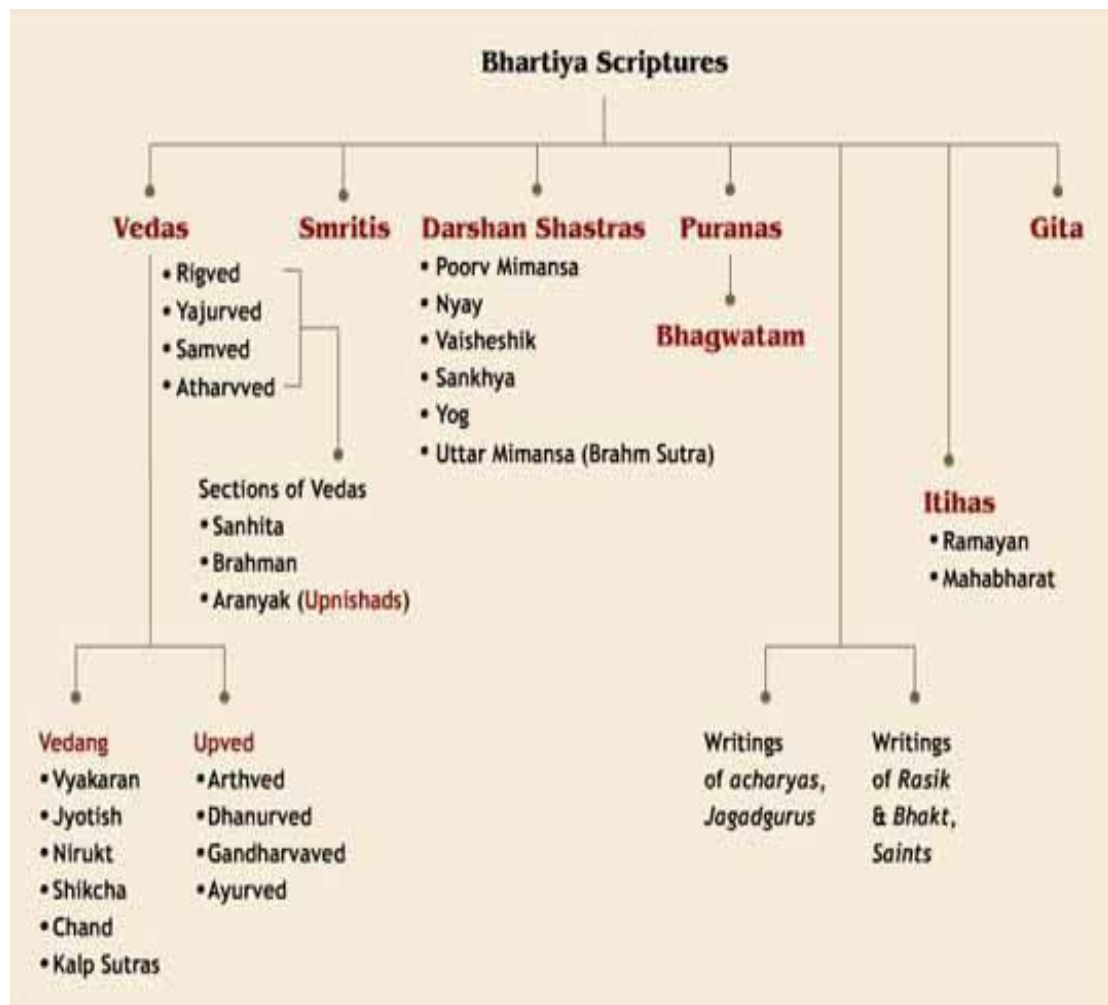 Bhartiya Scriptures
Vedas
• Rigved
• Yajurved
• Samved
• Atharvved
Sections of Vedas
• Sanhita
• Brahman
• Aranyak (Upnishads)
Vedang
• Vyakaran
• Jyotish
• Nirukt
• Shikcha
• Chand
• Kalp Sutras
Upved
• Arthved
• Dhanurved
• Gandharvaved
• Ayurved
Smritis
Darshan Shastras
• Poorv Mimansa
• Nyay
• Vaisheshik
• Sankhya
• Yog
• Uttar Mimansa (Brahm Sutra)
Puranas
Bhagwatam
Writings
of acharyas,
Jagadgurus
Writings
of Rasik
& Bhakt,
Saints
Itihas
• Ramayan
• Mahabharat
Gita